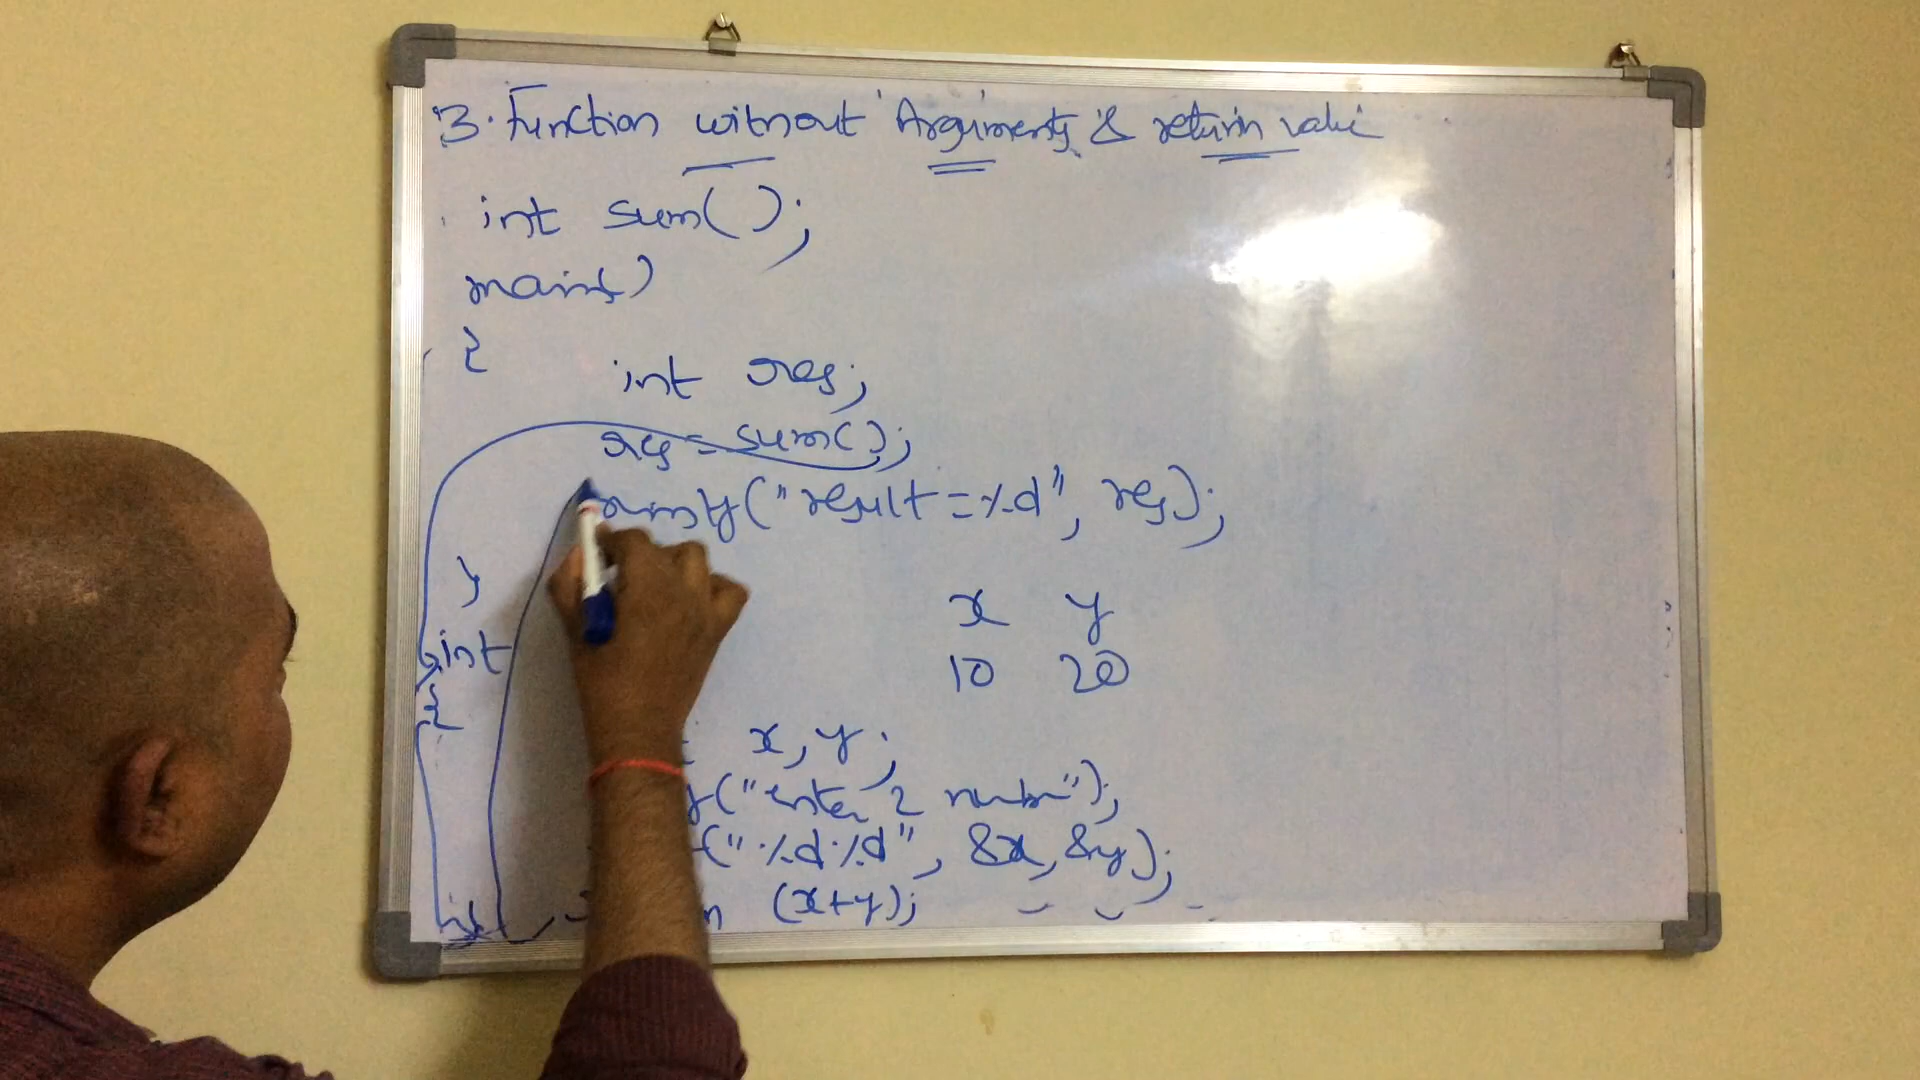 3. Function without Arguments & return value
int sum();
main()
{
int res;
res = sum();
printf("result = %d", res);
}
x y
int
10 20
{
x, y;
f("enter 2 number");
("%d%d", &x, &y);
n (x+y);